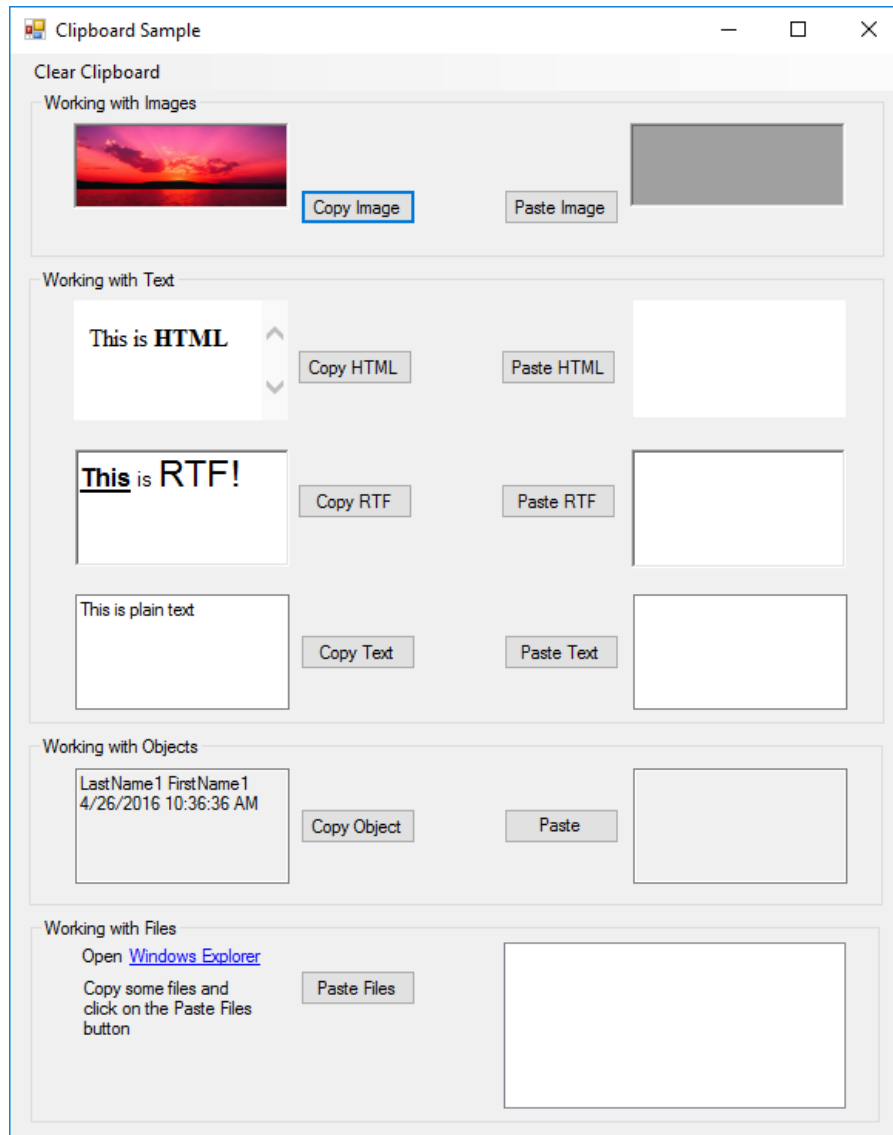 Clipboard Sample
Clear Clipboard
Working with Images
Copy Image
Paste Image
Working with Text
This is HTML
Copy HTML
Paste HTML
This is RTF!
Copy RTF
Paste RTF
This is plain text
Copy Text
Paste Text
Working with Objects
LastName1 FirstName1
4/26/2016 10:36:36 AM
Copy Object
Paste
Working with Files
Open Windows Explorer
Copy some files and
click on the Paste Files
button
Paste Files